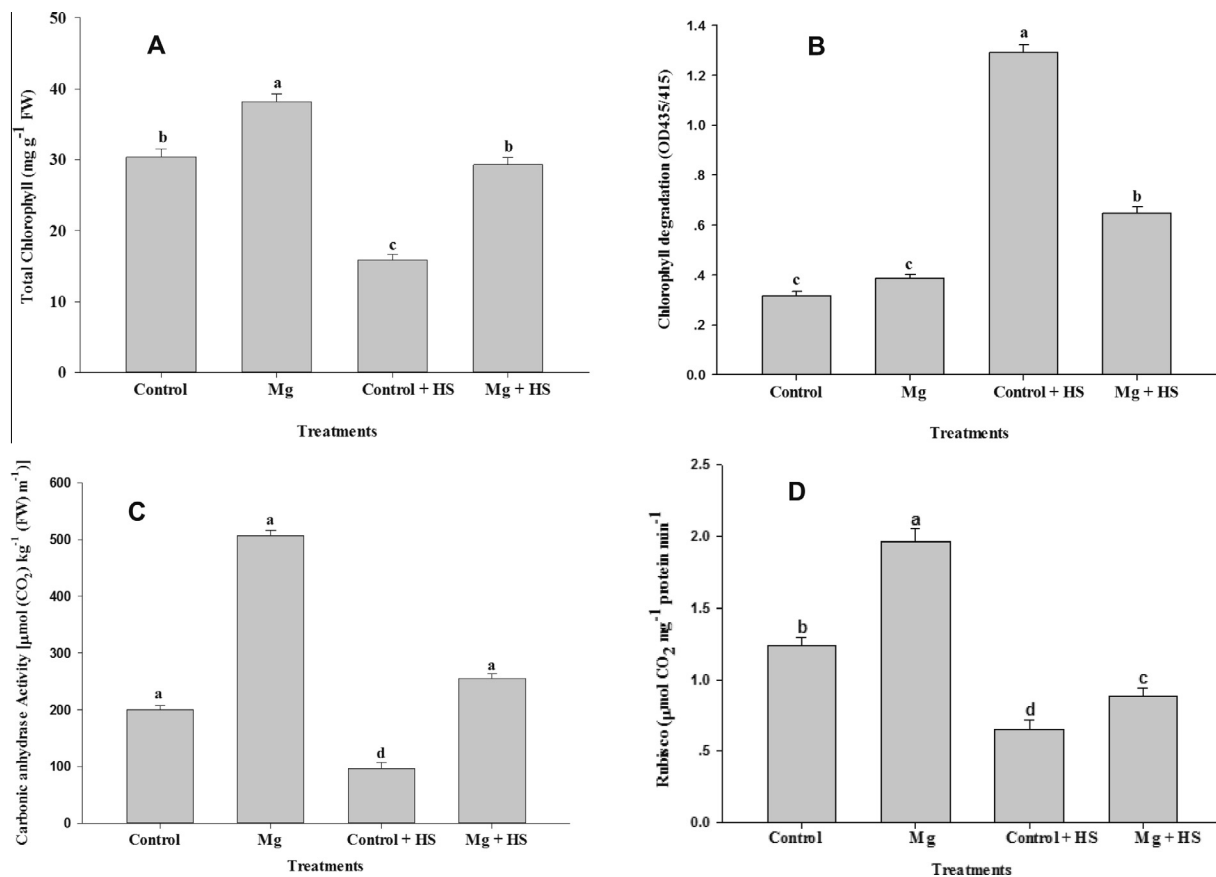 A
Total Chlorophyll (mg g-1 FW)
50
40
30
20
10
0
b
a
c
b
Control
Mg
Control + HS
Mg + HS
Treatments
B
Chlorophyll degradation (OD435/415)
1.4
1.2
1.0
.8
.6
.4
.2
0.0
c
c
a
b
Control
Mg
Control + HS
Mg + HS
Treatments
C
Carbonic anhydrase Activity [μmol (CO2) kg-1 (FW) m-1)]
600
500
400
300
200
100
0
a
a
d
a
Control
Mg
Control + HS
Mg + HS
Treatments
D
Rubisco (μmol CO2 mg-1 protein min-1
2.5
2.0
1.5
1.0
.5
0.0
b
a
d
c
Control
Mg
Control + HS
Mg + HS
Treatments